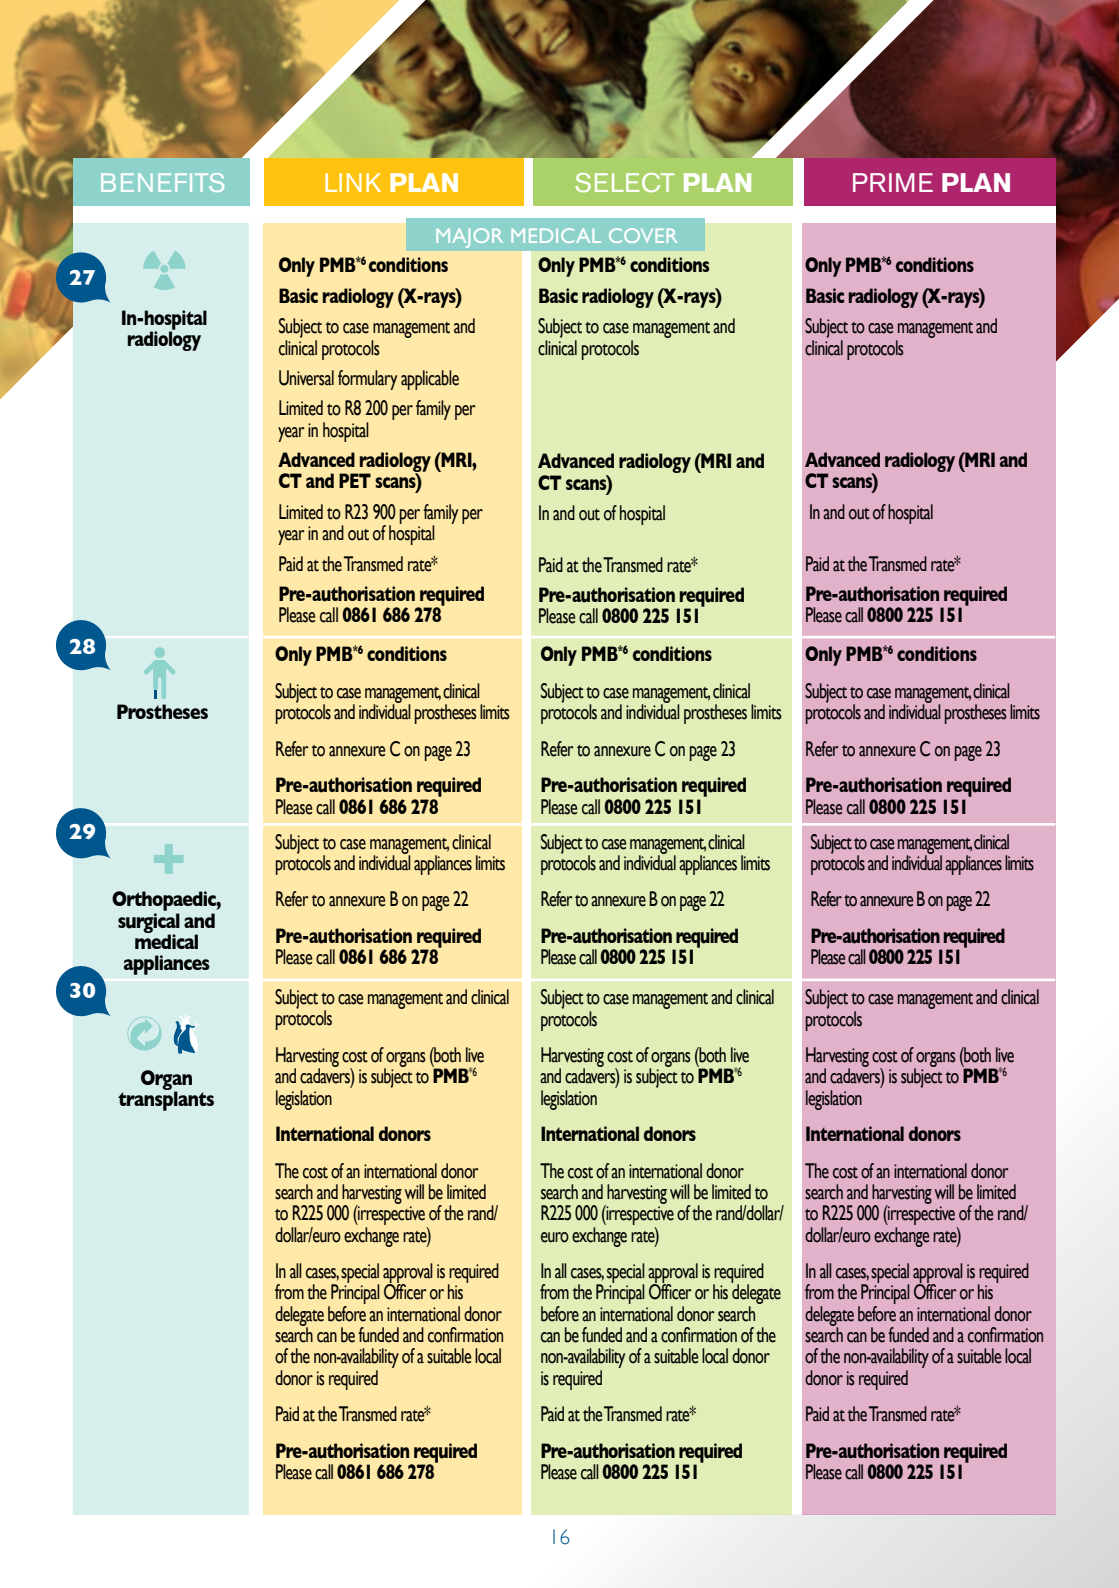 BENEFITS
LINK PLAN
SELECT PLAN
PRIME PLAN
MAJOR MEDICAL COVER
27
In-hospital
radiology
Only PMB*6 conditions
Basic radiology (X-rays)
Subject to case management and
clinical protocols
Universal formulary applicable
Limited to R8 200 per family per
year in hospital
Advanced radiology (MRI,
CT and PET scans)
Limited to R23 900 per family per
year in and out of hospital
Paid at the Transmed rate*
Pre-authorisation required
Please call 0861 686 278
Only PMB*6 conditions
Basic radiology (X-rays)
Subject to case management and
clinical protocols
Advanced radiology (MRI and
CT scans)
In and out of hospital
Paid at the Transmed rate*
Pre-authorisation required
Please call 0800 225 151
Only PMB*6 conditions
Basic radiology (X-rays)
Subject to case management and
clinical protocols
Advanced radiology (MRI and
CT scans)
In and out of hospital
Paid at the Transmed rate*
Pre-authorisation required
Please call 0800 225 151
28
Prostheses
Only PMB*6 conditions
Subject to case management, clinical
protocols and individual prostheses limits
Refer to annexure C on page 23
Pre-authorisation required
Please call 0861 686 278
Only PMB*6 conditions
Subject to case management, clinical
protocols and individual prostheses limits
Refer to annexure C on page 23
Pre-authorisation required
Please call 0800 225 151
Only PMB*6 conditions
Subject to case management, clinical
protocols and individual prostheses limits
Refer to annexure C on page 23
Pre-authorisation required
Please call 0800 225 151
29
Orthopaedic,
surgical and
medical
appliances
Subject to case management, clinical
protocols and individual appliances limits
Refer to annexure B on page 22
Pre-authorisation required
Please call 0861 686 278
Subject to case management, clinical
protocols and individual appliances limits
Refer to annexure B on page 22
Pre-authorisation required
Please call 0800 225 151
Subject to case management, clinical
protocols and individual appliances limits
Refer to annexure B on page 22
Pre-authorisation required
Please call 0800 225 151
30
Organ
transplants
Subject to case management and clinical
protocols
Harvesting cost of organs (both live
and cadavers) is subject to PMB*6
legislation
International donors
The cost of an international donor
search and harvesting will be limited
to R225 000 (irrespective of the rand/
dollar/euro exchange rate)
In all cases, special approval is required
from the Principal Officer or his
delegate before an international donor
search can be funded and confirmation
of the non-availability of a suitable local
donor is required
Paid at the Transmed rate*
Pre-authorisation required
Please call 0861 686 278
Subject to case management and clinical
protocols
Harvesting cost of organs (both live
and cadavers) is subject to PMB*6
legislation
International donors
The cost of an international donor
search and harvesting will be limited to
R225 000 (irrespective of the rand/dollar/
euro exchange rate)
In all cases, special approval is required
from the Principal Officer or his delegate
before an international donor search
can be funded and a confirmation of the
non-availability of a suitable local donor
is required
Paid at the Transmed rate*
Pre-authorisation required
Please call 0800 225 151
Subject to case management and clinical
protocols
Harvesting cost of organs (both live
and cadavers) is subject to PMB*6
legislation
International donors
The cost of an international donor
search and harvesting will be limited
to R225 000 (irrespective of the rand/
dollar/euro exchange rate)
In all cases, special approval is required
from the Principal Officer or his
delegate before an international donor
search can be funded and a confirmation
of the non-availability of a suitable local
donor is required
Paid at the Transmed rate*
Pre-authorisation required
Please call 0800 225 151
16